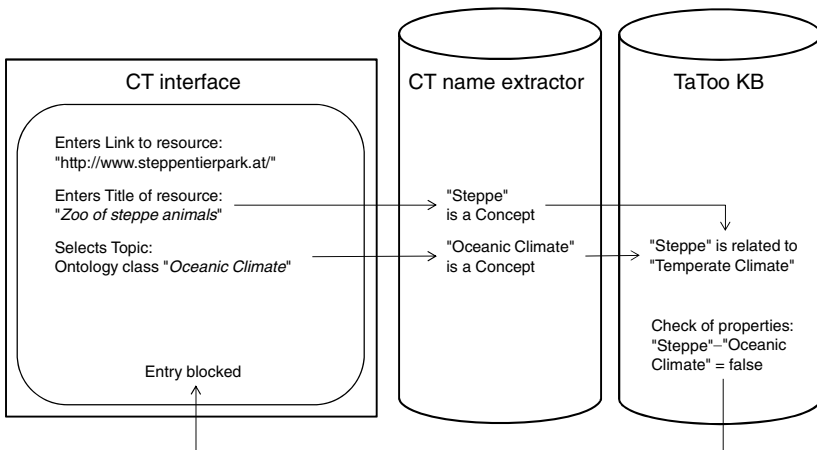 CT interface
Enters Link to resource:
"http://www.steppentierpark.at/"
Enters Title of resource:
"Zoo of steppe animals"
Selects Topic:
Ontology class "Oceanic Climate"
Entry blocked
CT name extractor
"Steppe"
is a Concept
"Oceanic Climate"
is a Concept
TaToo KB
"Steppe" is related to
"Temperate Climate"
Check of properties:
"Steppe"–"Oceanic
Climate" = false